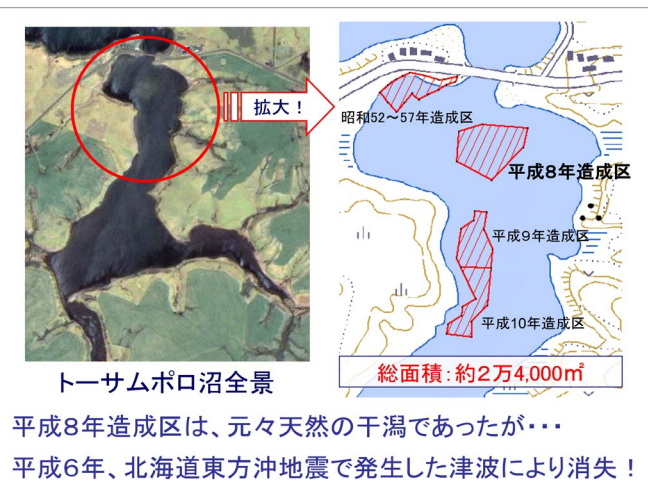 拡大！
昭和52～57年造成区
平成８年造成区
平成９年造成区
平成10年造成区
トーサムポロ沼全景
総面積：約２万4,000㎡
平成８年造成区は、元々天然の干潟であったが・・・
平成６年、北海道東方沖地震で発生した津波により消失！